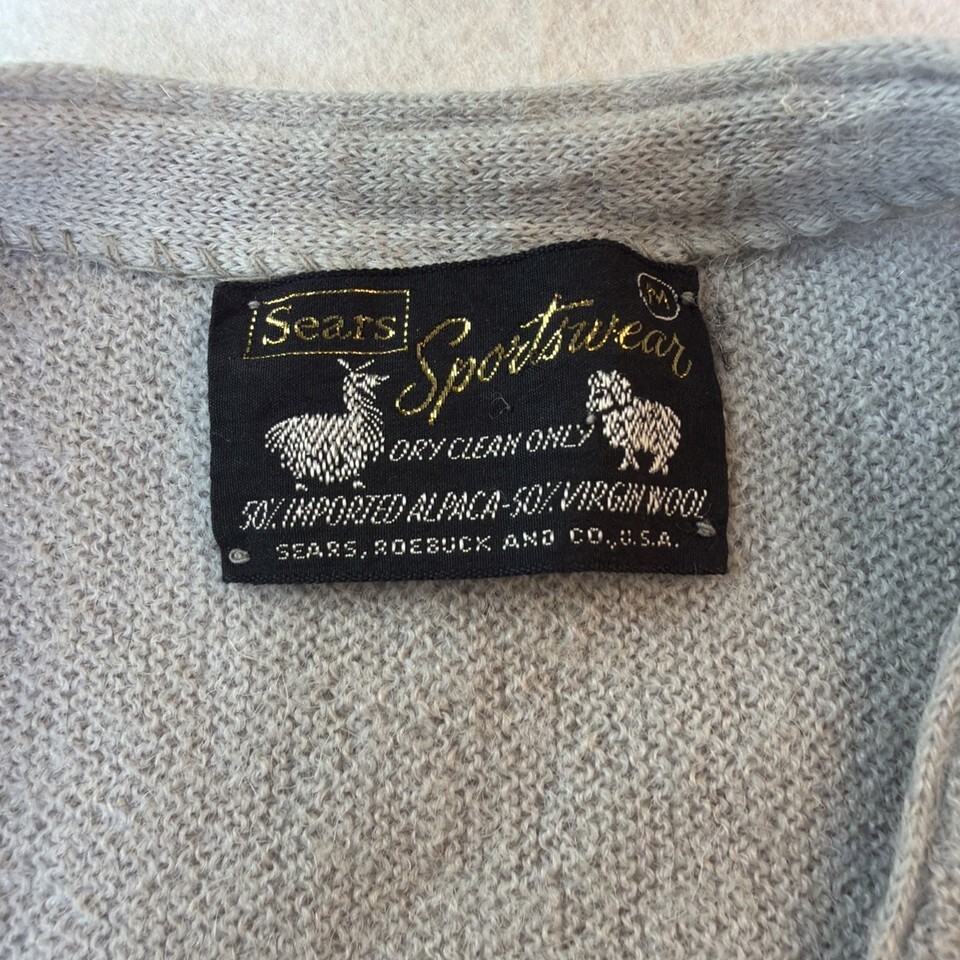 Sears Sportswear M
DRY CLEAN ONLY
50% IMPORTED ALPACA-50% VIRGIN WOOL
SEARS, ROEBUCK AND CO., U.S.A.